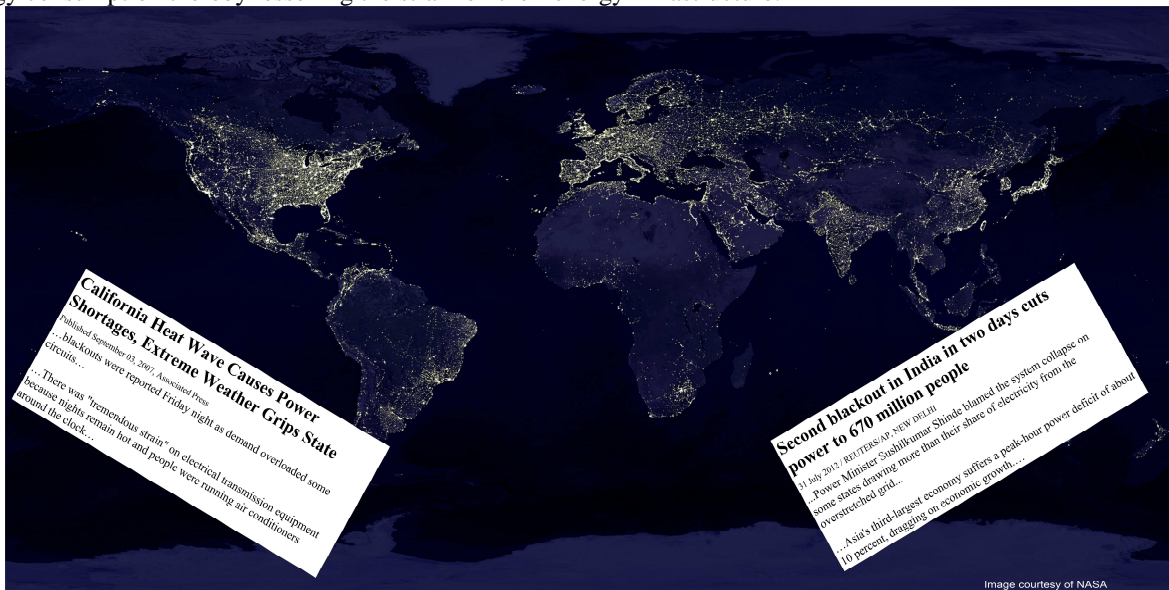 California Heat Wave Causes Power
Shortages, Extreme Weather Grips State
Published September 03, 2007, Associated Press
…blackouts were reported Friday night as demand overloaded some
circuits…
…There was "tremendous strain" on electrical transmission equipment
because nights remain hot and people were running air conditioners
around the clock…
Second blackout in India in two days cuts
power to 670 million people
31 July 2012 / REUTERS/AP, NEW DELHI
...Power Minister Sushilkumar Shinde blamed the system collapse on
some states drawing more than their share of electricity from the
overstretched grid...
…Asia's third-largest economy suffers a peak-hour power deficit of about
10 percent, dragging on economic growth.…
Image courtesy of NASA